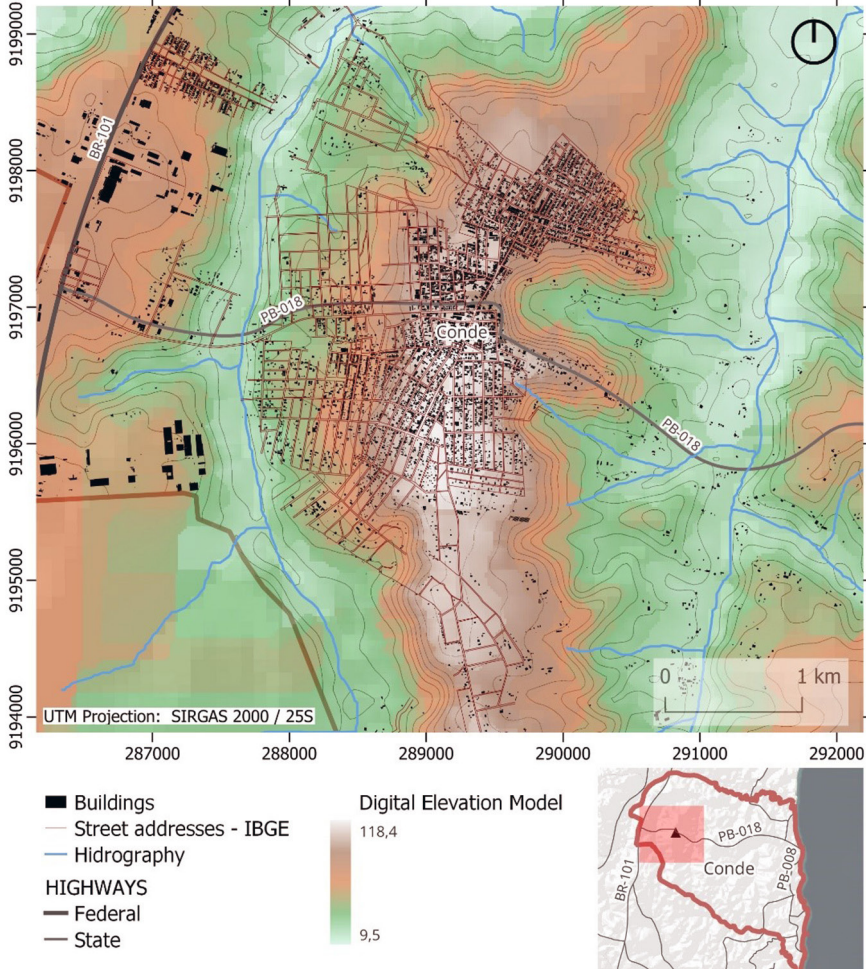 9199000
9198000
9197000
9196000
9195000
9194000
BR-101
PB-018
Conde
PB-018
0 1 km
UTM Projection: SIRGAS 2000 / 25S
287000 288000 289000 290000 291000 292000
Buildings
Street addresses - IBGE
Hidrography
HIGHWAYS
Federal
State
Digital Elevation Model
118,4
9,5
BR-101
PB-018
Conde
PB-008